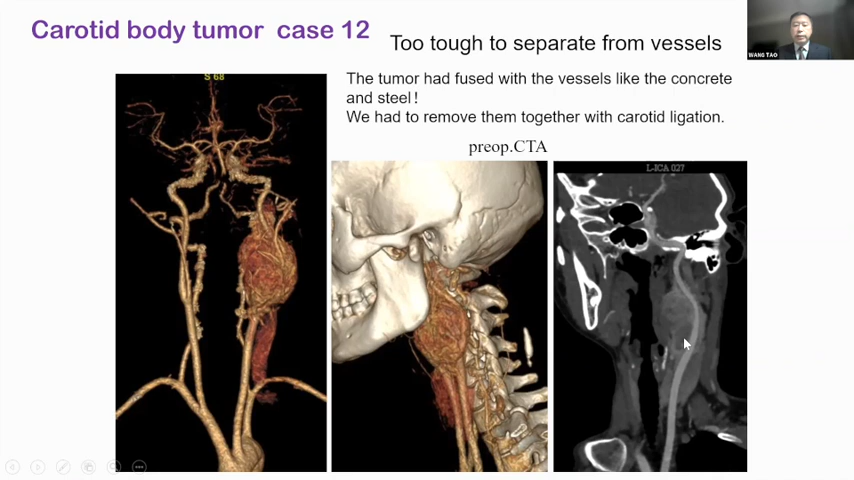 Carotid body tumor case 12
Too tough to separate from vessels
WANG TAO
The tumor had fused with the vessels like the concrete
and steel!
We had to remove them together with carotid ligation.
preop.CTA
S 68
L-ICA 027